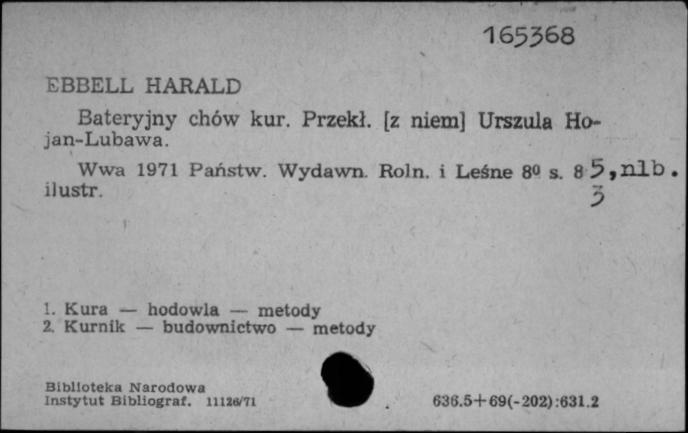 165368
EBBELL HARALD
Bateryjny chów kur. Przekł. [z niem] Urszula Ho-
jan-Lubawa.
Wwa 1971 Państw. Wydawn. Roln. i Leśne 8⁰ s. 85, nlb.
ilustr. 3
1. Kura — hodowla — metody
2. Kurnik — budownictwo — metody
Biblioteka Narodowa
Instytut Bibliograf. 11126/71 636.5+69(-202):631.2